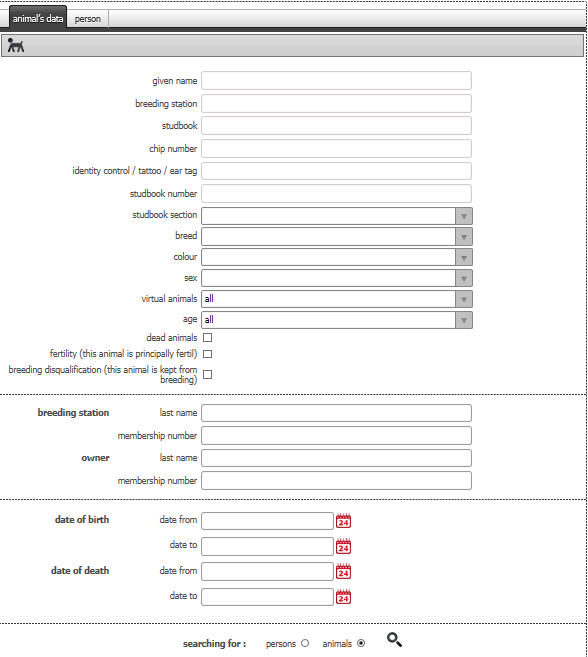 animal's data person
given name
breeding station
studbook
chip number
identity control / tattoo / ear tag
studbook number
studbook section
breed
colour
sex
virtual animals all
age all
dead animals
fertility (this animal is principally fertil)
breeding disqualification (this animal is kept from
breeding)
breeding station last name
membership number
owner last name
membership number
date of birth date from 24
date to 24
date of death date from 24
date to 24
searching for : persons animals